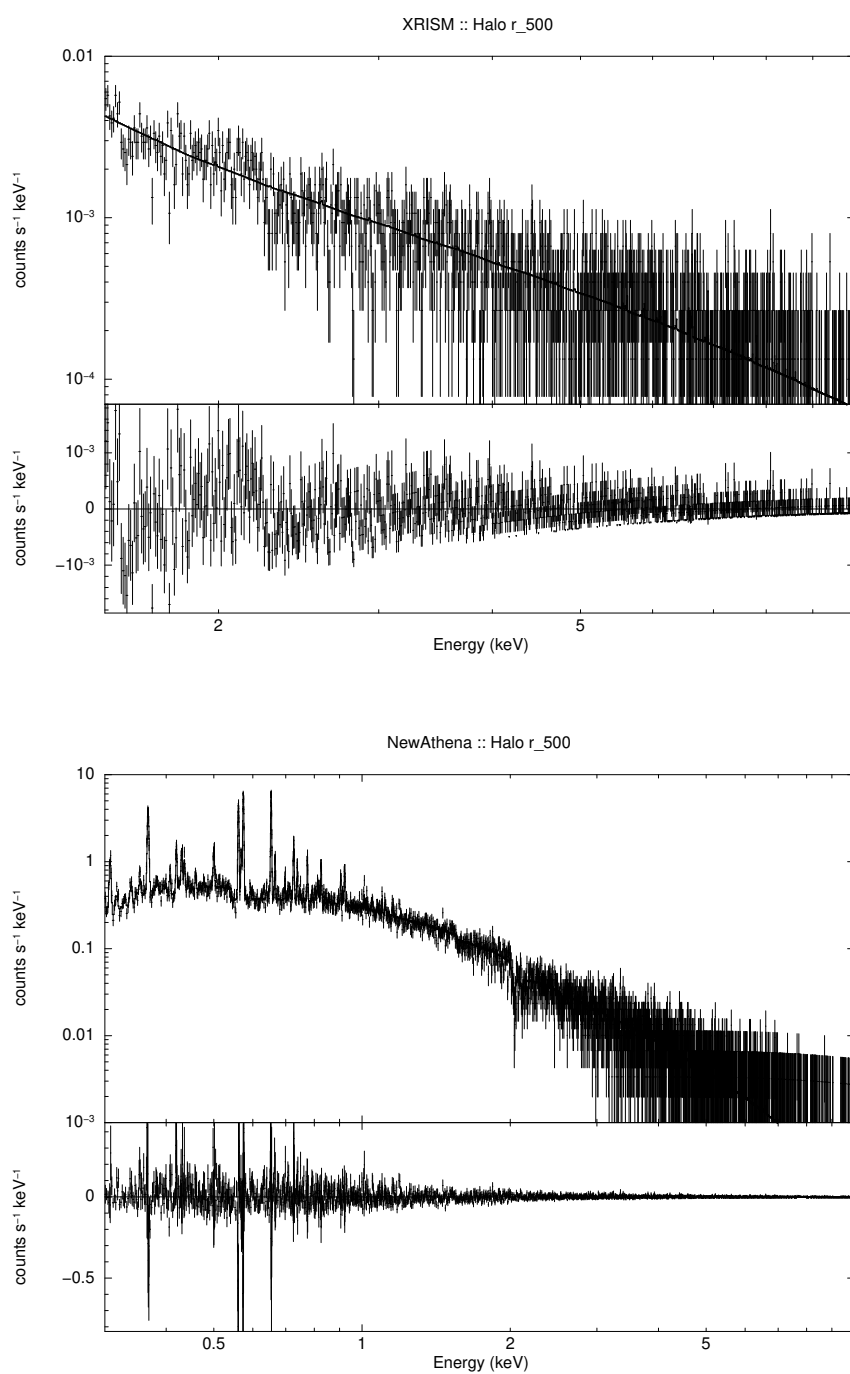 XRISM :: Halo r_500
0.01
10⁻³
10⁻⁴
counts s⁻¹ keV⁻¹
10⁻³
0
−10⁻³
counts s⁻¹ keV⁻¹
2
5
Energy (keV)
NewAthena :: Halo r_500
10
1
0.1
0.01
10⁻³
counts s⁻¹ keV⁻¹
0
−0.5
counts s⁻¹ keV⁻¹
0.5
1
2
5
Energy (keV)